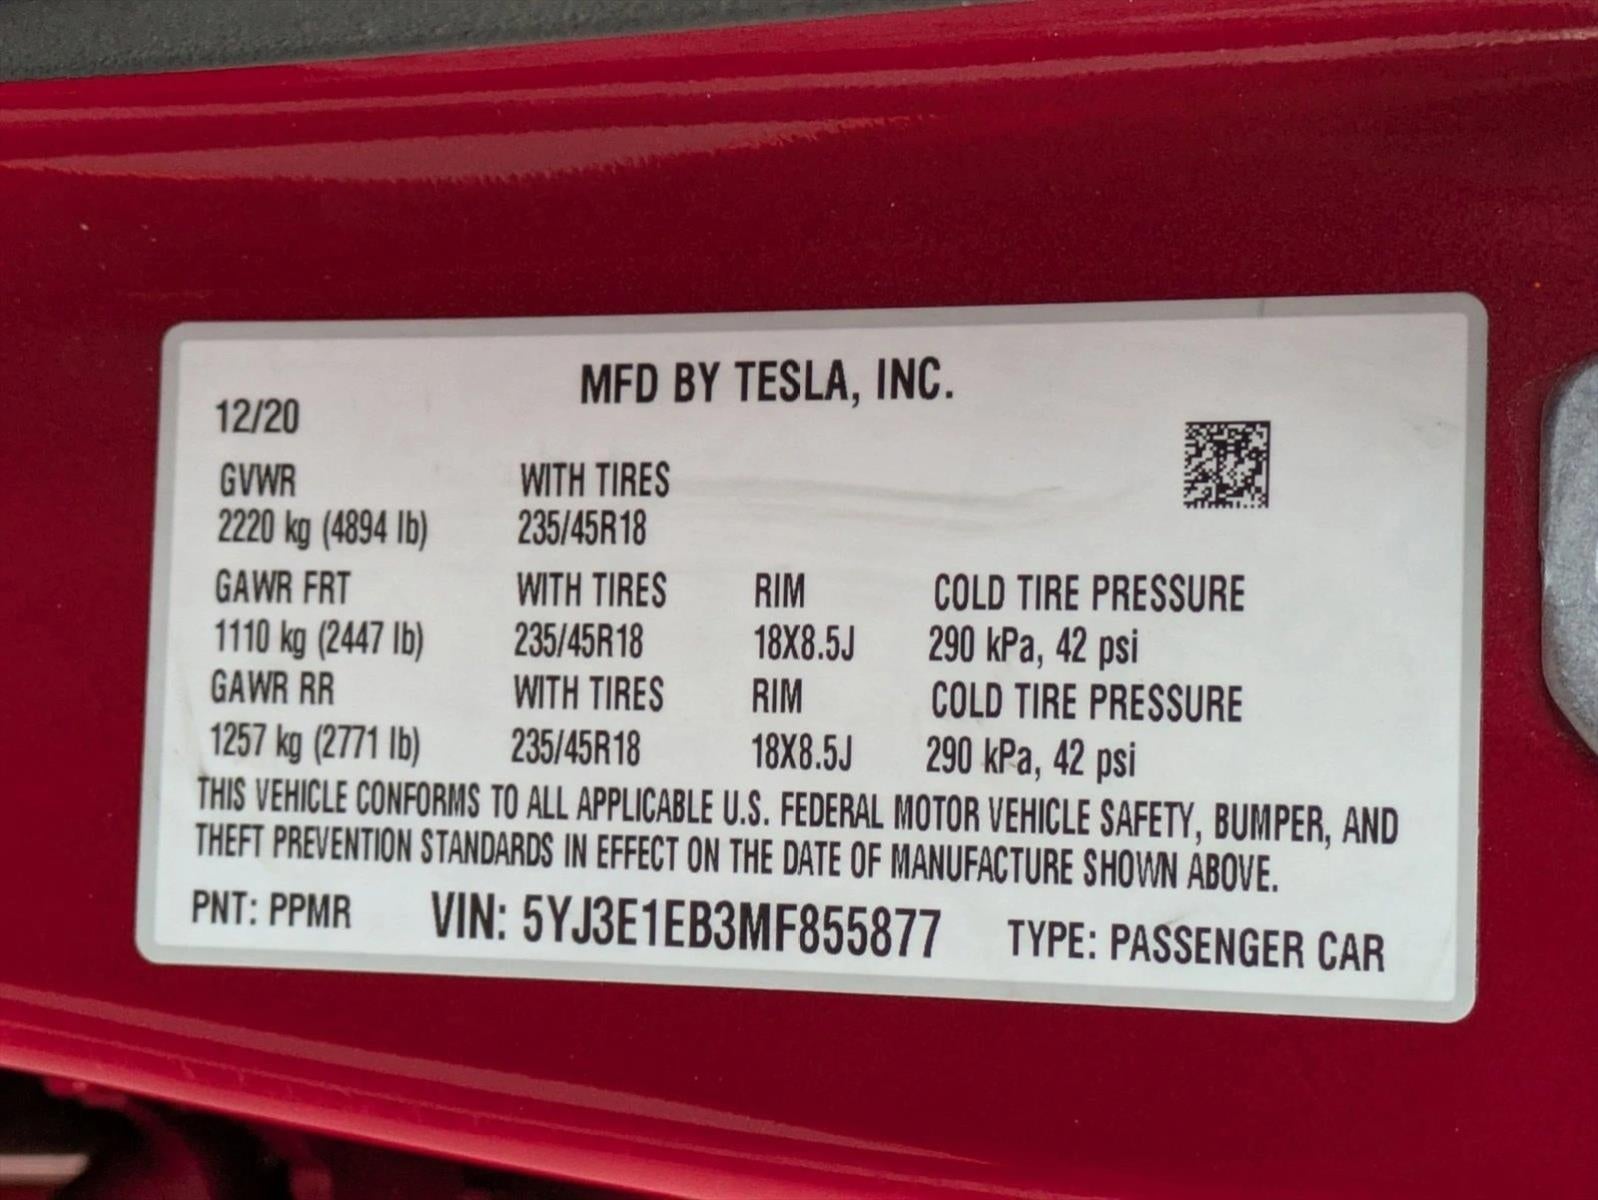 MFD BY TESLA, INC.
12/20
GVWR WITH TIRES
2220 kg (4894 lb) 235/45R18
GAWR FRT WITH TIRES RIM COLD TIRE PRESSURE
1110 kg (2447 lb) 235/45R18 18X8.5J 290 kPa, 42 psi
GAWR RR WITH TIRES RIM COLD TIRE PRESSURE
1257 kg (2771 lb) 235/45R18 18X8.5J 290 kPa, 42 psi
THIS VEHICLE CONFORMS TO ALL APPLICABLE U.S. FEDERAL MOTOR VEHICLE SAFETY, BUMPER, AND
THEFT PREVENTION STANDARDS IN EFFECT ON THE DATE OF MANUFACTURE SHOWN ABOVE.
PNT: PPMR VIN: 5YJ3E1EB3MF855877 TYPE: PASSENGER CAR